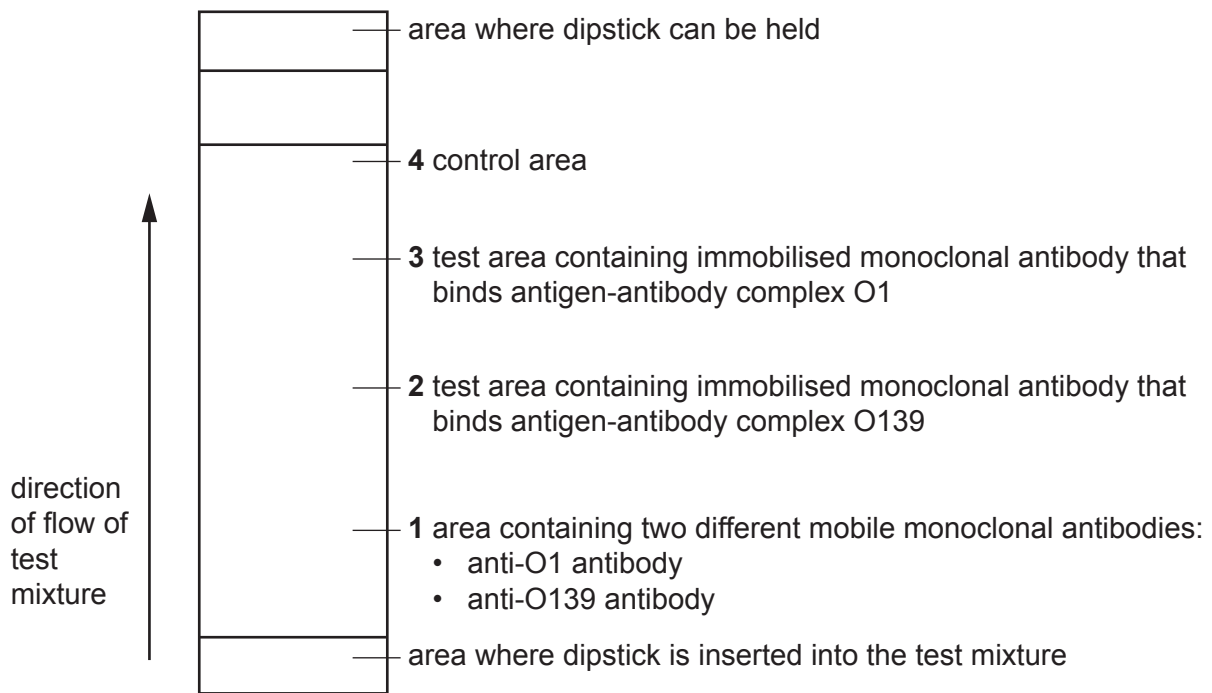 area where dipstick can be held
4 control area
3 test area containing immobilised monoclonal antibody that
binds antigen-antibody complex O1
2 test area containing immobilised monoclonal antibody that
binds antigen-antibody complex O139
direction
of flow of
test
mixture
1 area containing two different mobile monoclonal antibodies:
• anti-O1 antibody
• anti-O139 antibody
area where dipstick is inserted into the test mixture